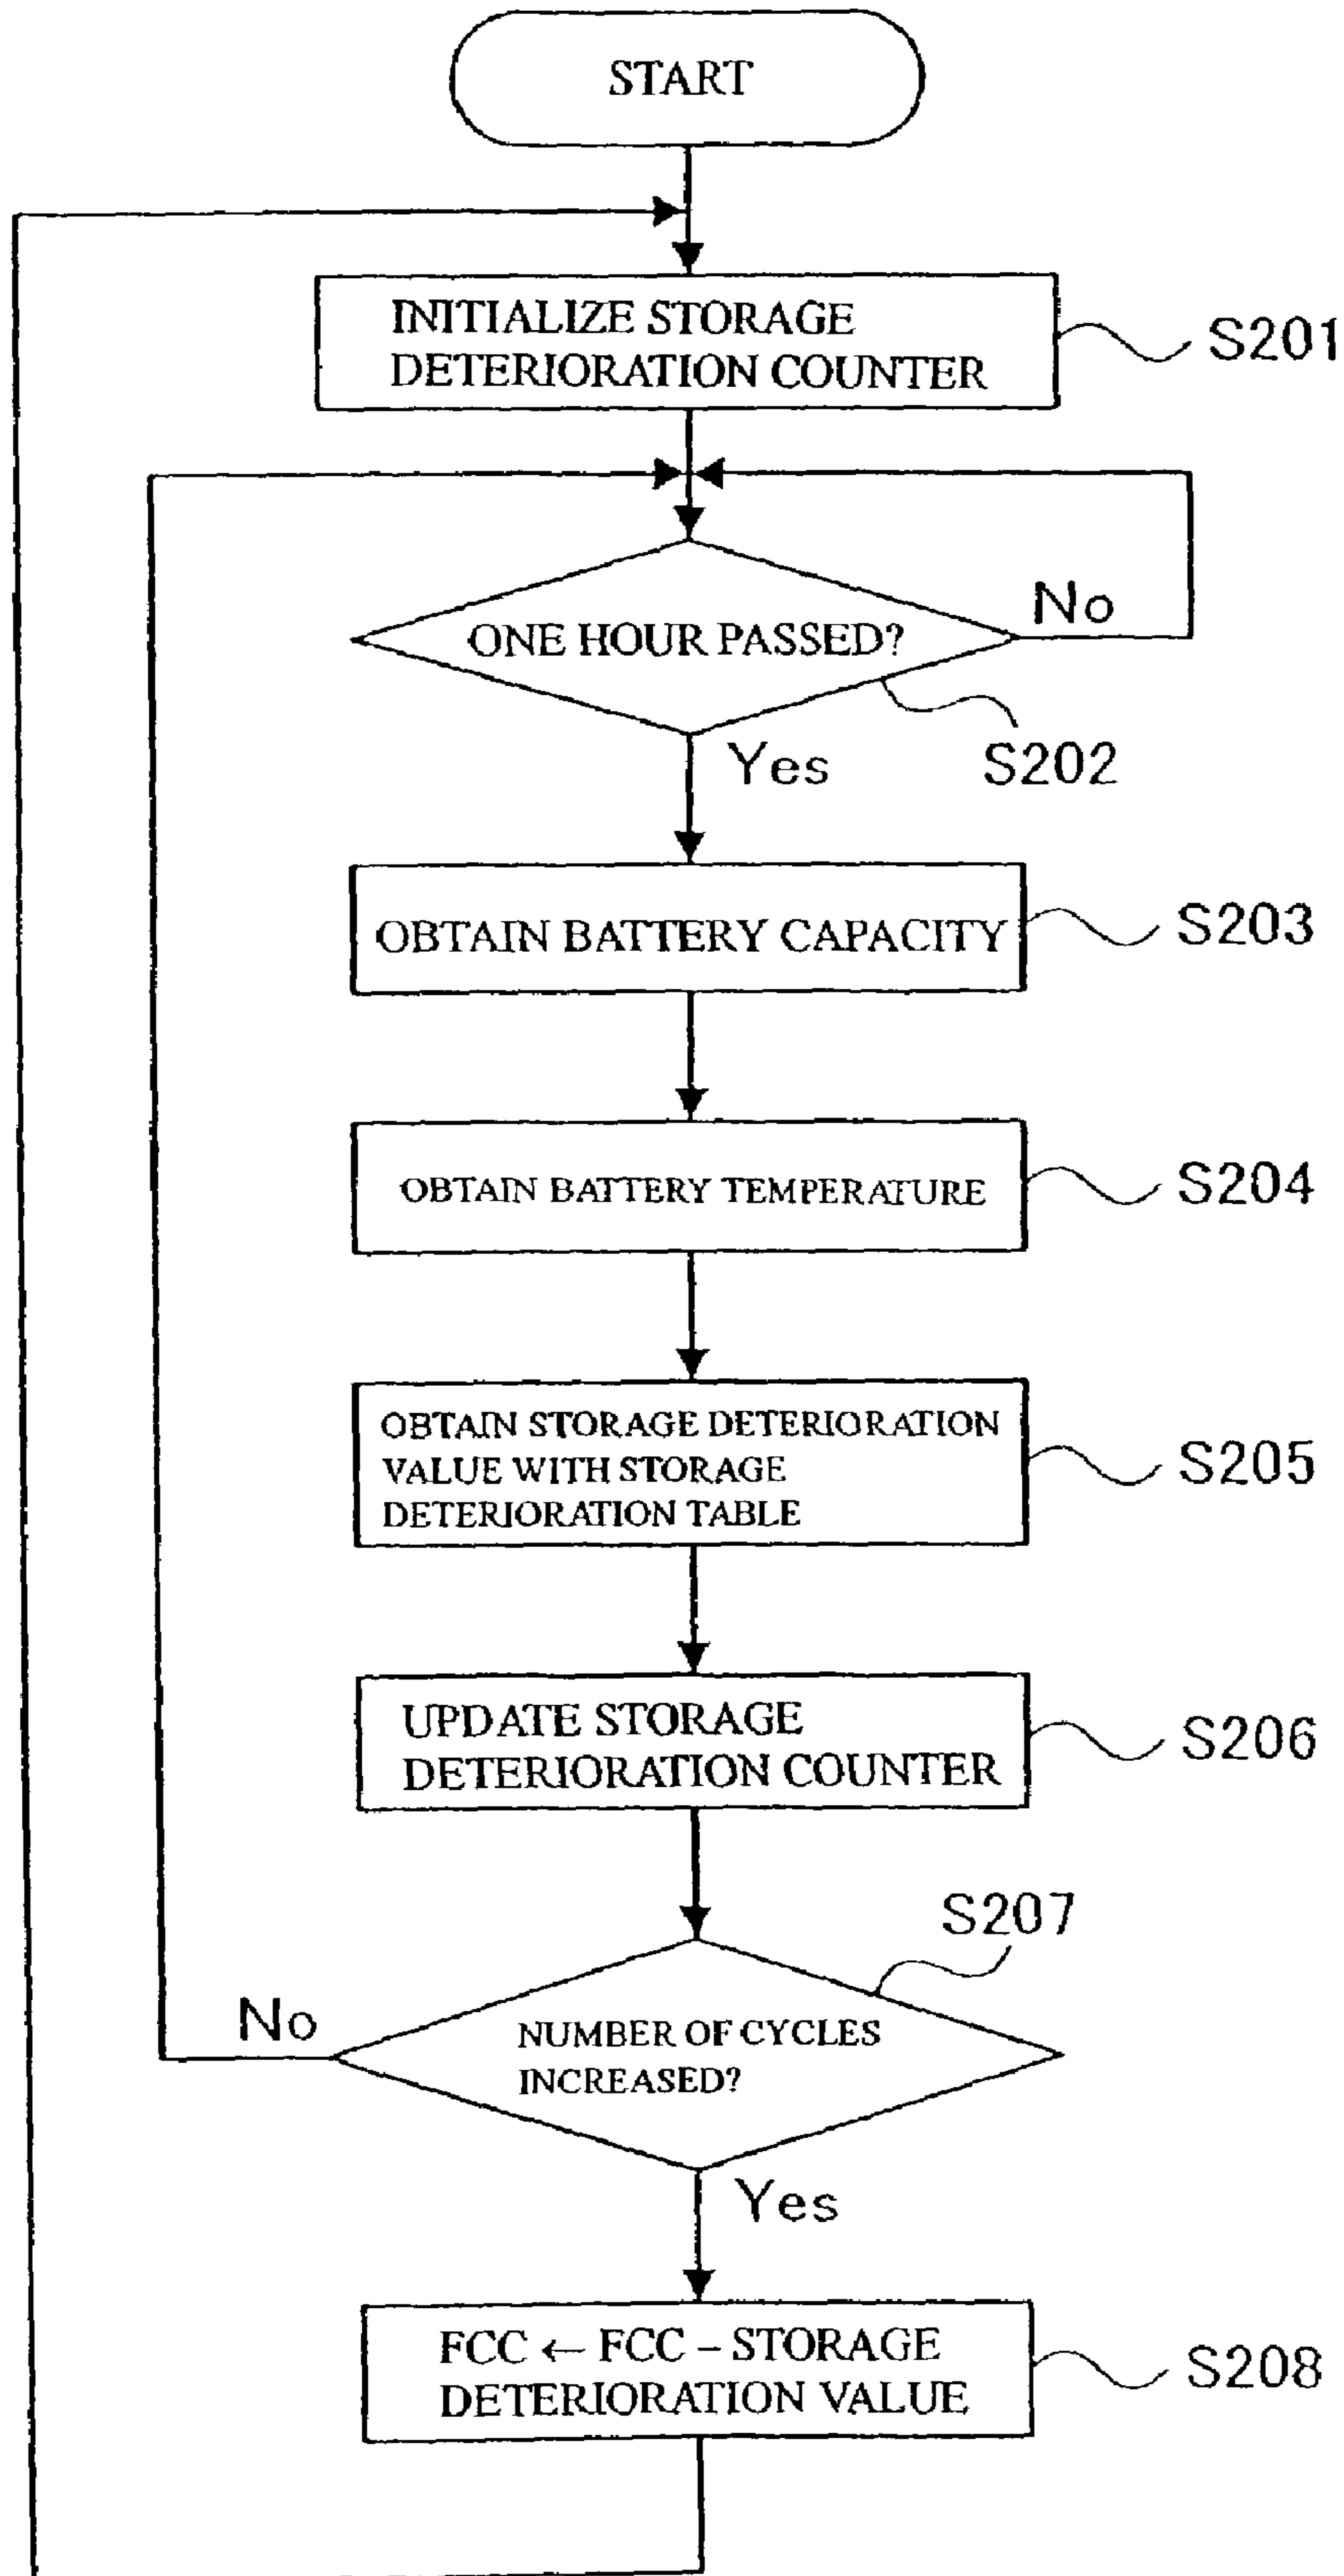 START
INITIALIZE STORAGE
DETERIORATION COUNTER
S201
ONE HOUR PASSED?
No
S202
Yes
OBTAIN BATTERY CAPACITY
S203
OBTAIN BATTERY TEMPERATURE
S204
OBTAIN STORAGE DETERIORATION
VALUE WITH STORAGE
DETERIORATION TABLE
S205
UPDATE STORAGE
DETERIORATION COUNTER
S206
S207
No
NUMBER OF CYCLES
INCREASED?
Yes
FCC ← FCC – STORAGE
DETERIORATION VALUE
S208